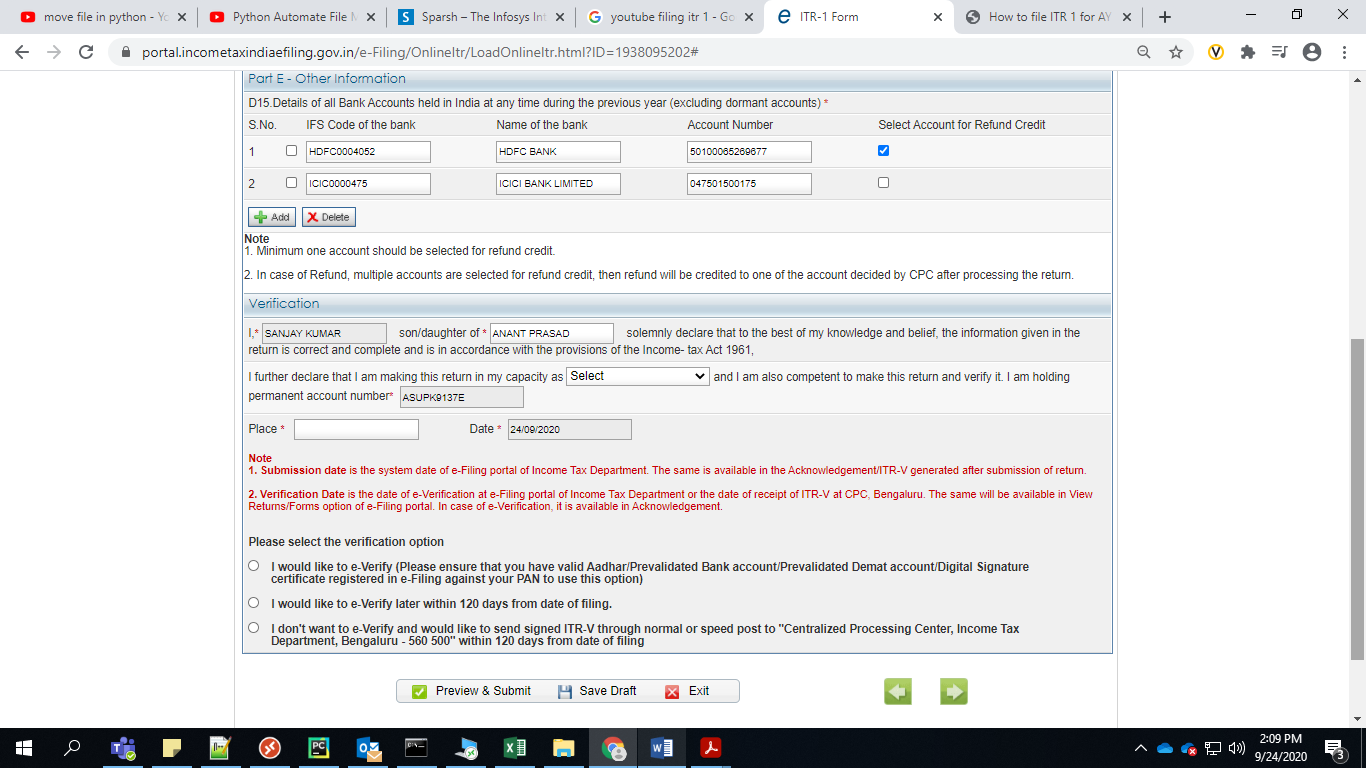 move file in python - Yo
Python Automate File M
Sparsh – The Infosys Int
youtube filing itr 1 - Go
ITR-1 Form
How to file ITR 1 for AY
portal.incometaxindiaefiling.gov.in/e-Filing/OnlineItr/LoadOnlineItr.html?ID=1938095202#
Part E - Other Information
D15.Details of all Bank Accounts held in India at any time during the previous year (excluding dormant accounts) *
S.No. IFS Code of the bank Name of the bank Account Number Select Account for Refund Credit
1 HDFC0004052 HDFC BANK 50100065269677
2 ICIC0000475 ICICI BANK LIMITED 047501500175
Add Delete
Note
1. Minimum one account should be selected for refund credit.
2. In case of Refund, multiple accounts are selected for refund credit, then refund will be credited to one of the account decided by CPC after processing the return.
Verification
I,* SANJAY KUMAR son/daughter of * ANANT PRASAD solemnly declare that to the best of my knowledge and belief, the information given in the
return is correct and complete and is in accordance with the provisions of the Income- tax Act 1961,
I further declare that I am making this return in my capacity as Select and I am also competent to make this return and verify it. I am holding
permanent account number* ASUPK9137E
Place * Date * 24/09/2020
Note
1. Submission date is the system date of e-Filing portal of Income Tax Department. The same is available in the Acknowledgement/ITR-V generated after submission of return.
2. Verification Date is the date of e-Verification at e-Filing portal of Income Tax Department or the date of receipt of ITR-V at CPC, Bengaluru. The same will be available in View
Returns/Forms option of e-Filing portal. In case of e-Verification, it is available in Acknowledgement.
Please select the verification option
I would like to e-Verify (Please ensure that you have valid Aadhar/Prevalidated Bank account/Prevalidated Demat account/Digital Signature
certificate registered in e-Filing against your PAN to use this option)
I would like to e-Verify later within 120 days from date of filing.
I don't want to e-Verify and would like to send signed ITR-V through normal or speed post to "Centralized Processing Center, Income Tax
Department, Bengaluru - 560 500" within 120 days from date of filing
Preview & Submit Save Draft Exit
2:09 PM
9/24/2020
3